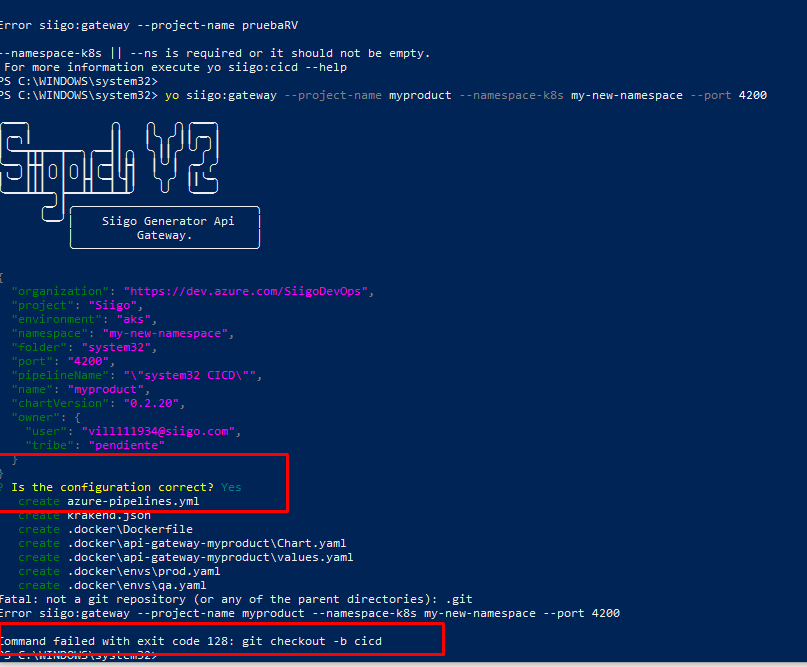 Error siigo:gateway --project-name pruebaRV
--namespace-k8s || --ns is required or it should not be empty.
For more information execute yo siigo:cicd --help
PS C:\WINDOWS\system32>
PS C:\WINDOWS\system32> yo siigo:gateway --project-name myproduct --namespace-k8s my-new-namespace --port 4200
Siigo Generator Api
Gateway.
{
"organization": "https://dev.azure.com/SiigoDevOps",
"project": "Siigo",
"environment": "aks",
"namespace": "my-new-namespace",
"folder": "system32",
"port": "4200",
"pipelineName": "\"system32 CICD\"",
"name": "myproduct",
"chartVersion": "0.2.20",
"owner": {
"user": "vill111934@siigo.com",
"tribe": "pendiente"
}
}
? Is the configuration correct? Yes
create azure-pipelines.yml
create krakend.json
create .docker\Dockerfile
create .docker\api-gateway-myproduct\Chart.yaml
create .docker\api-gateway-myproduct\values.yaml
create .docker\envs\prod.yaml
create .docker\envs\qa.yaml
fatal: not a git repository (or any of the parent directories): .git
Error siigo:gateway --project-name myproduct --namespace-k8s my-new-namespace --port 4200
Command failed with exit code 128: git checkout -b cicd
PS C:\WINDOWS\system32>